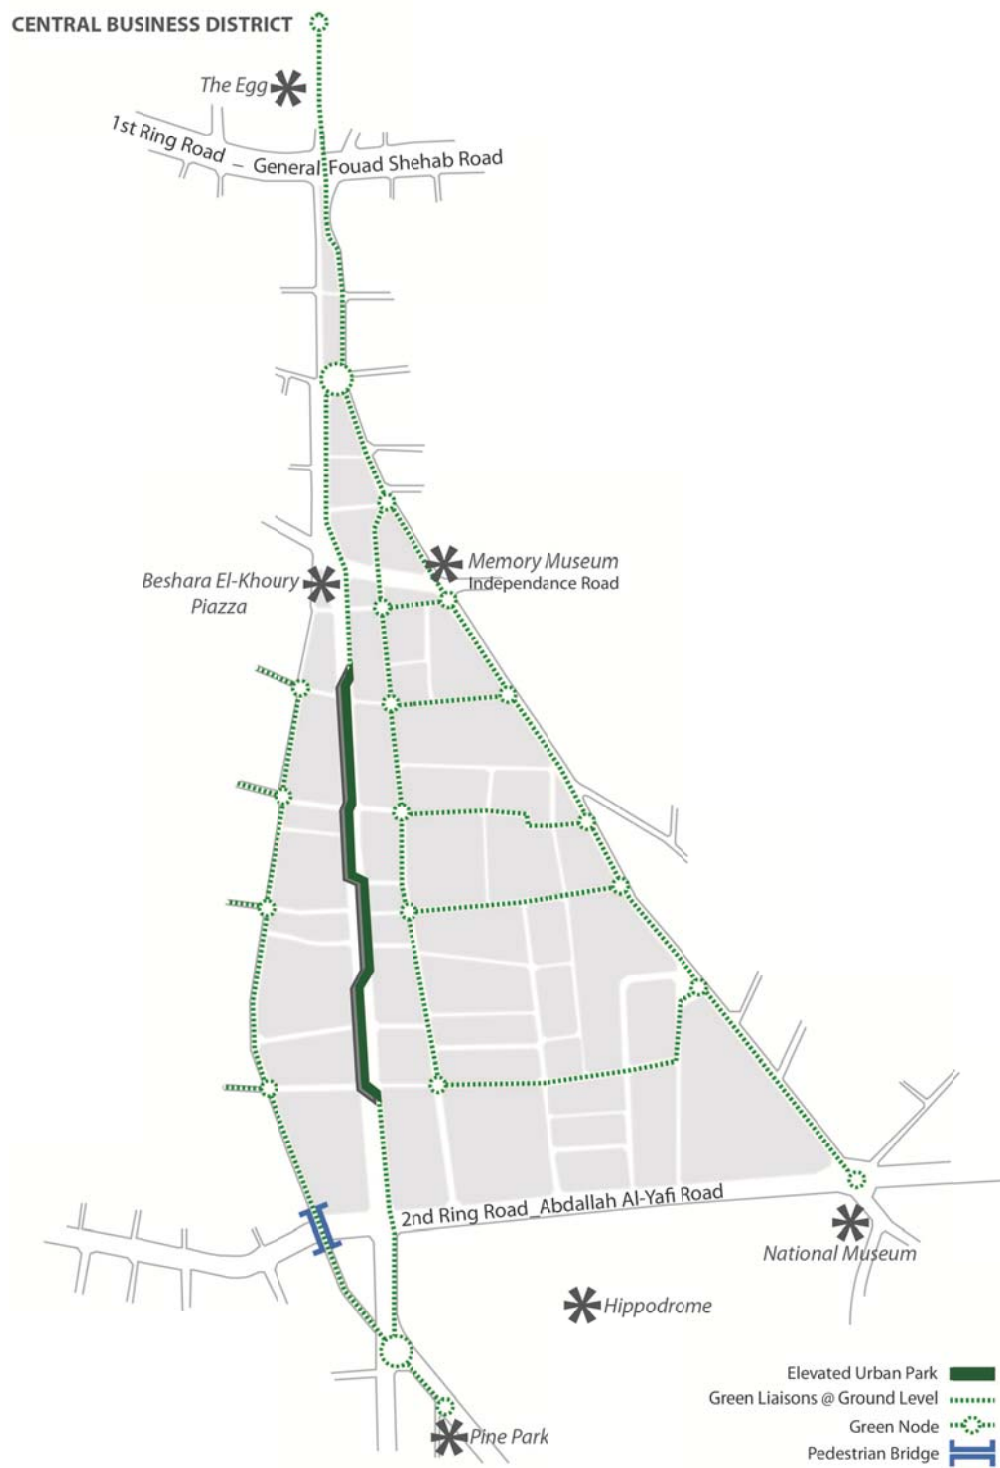 CENTRAL BUSINESS DISTRICT
The Egg
1st Ring Road – General Fouad Shehab Road
Memory Museum
Independance Road
Beshara El-Khoury
Piazza
2nd Ring Road_Abdallah Al-Yafi Road
National Museum
Hippodrome
Pine Park
Elevated Urban Park
Green Liaisons @ Ground Level
Green Node
Pedestrian Bridge